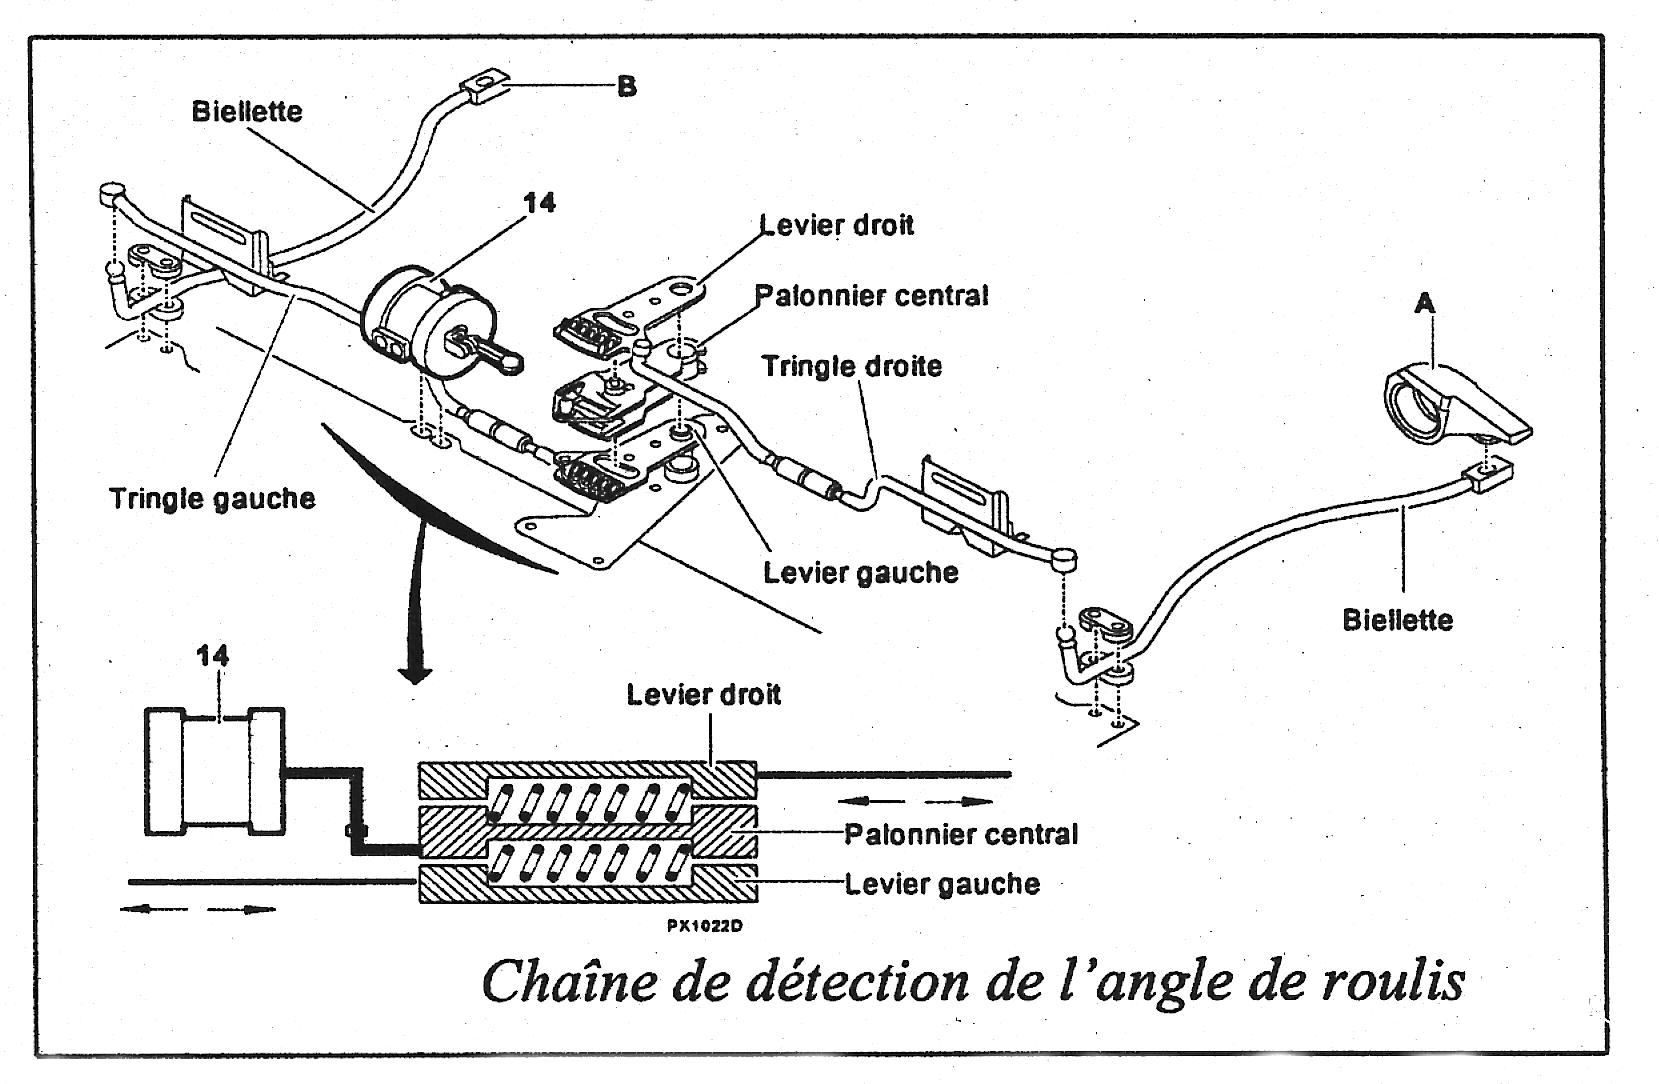 B
Biellette
14
Levier droit
Palonnier central
A
Tringle droite
Tringle gauche
Levier gauche
Biellette
14
Levier droit
Palonnier central
Levier gauche
PX1022D
Chaîne de détection de l'angle de roulis